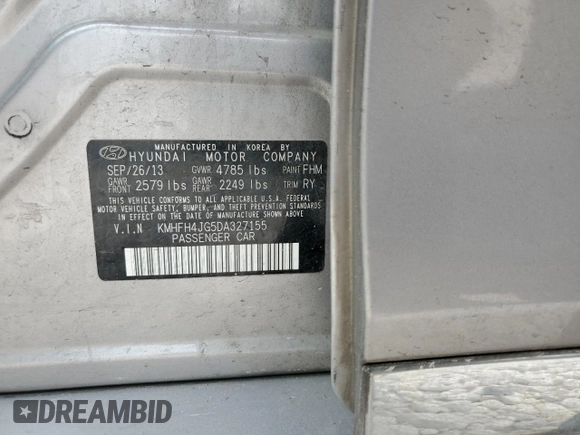 MANUFACTURED IN KOREA BY
HYUNDAI MOTOR COMPANY
SEP/26/13 GVWR 4785 lbs PAINT FHM
GAWR FRONT 2579 lbs GAWR REAR 2249 lbs TRIM RY
THIS VEHICLE CONFORMS TO ALL APPLICABLE U.S.A. FEDERAL
MOTOR VEHICLE SAFETY, BUMPER, AND THEFT PREVENTION STANDARDS
IN EFFECT ON THE DATE OF MANUFACTURE SHOWN ABOVE.
V.I.N KMHFH4JG5DA327155
PASSENGER CAR
DREAMBID